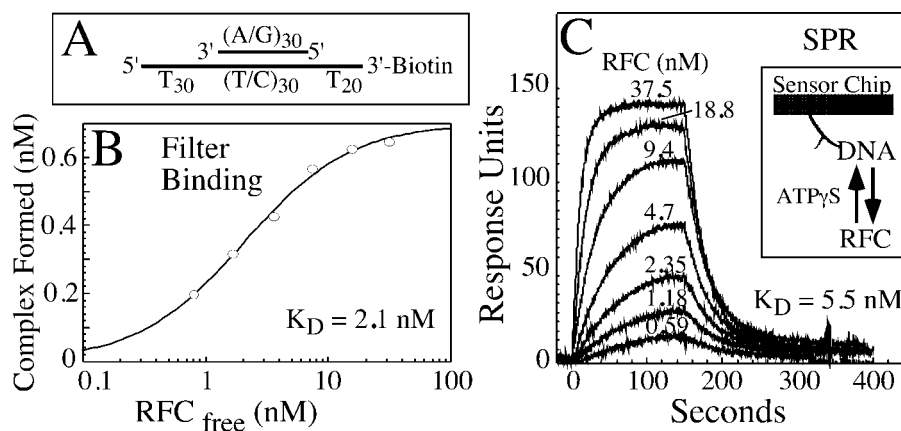 A
3' (A/G)30 5'
5' 3'-Biotin
T30 (T/C)30 T20
B
Filter
Binding
Complex Formed (nM)
0.6
0.4
0.2
0
KD = 2.1 nM
0.1 1 10 100
RFC free (nM)
C
SPR
RFC (nM)
37.5
18.8
9.4
4.7
2.35
1.18
0.59
Response Units
150
100
50
0
Sensor Chip
DNA
ATPγS
RFC
KD = 5.5 nM
0 100 200 300 400
Seconds